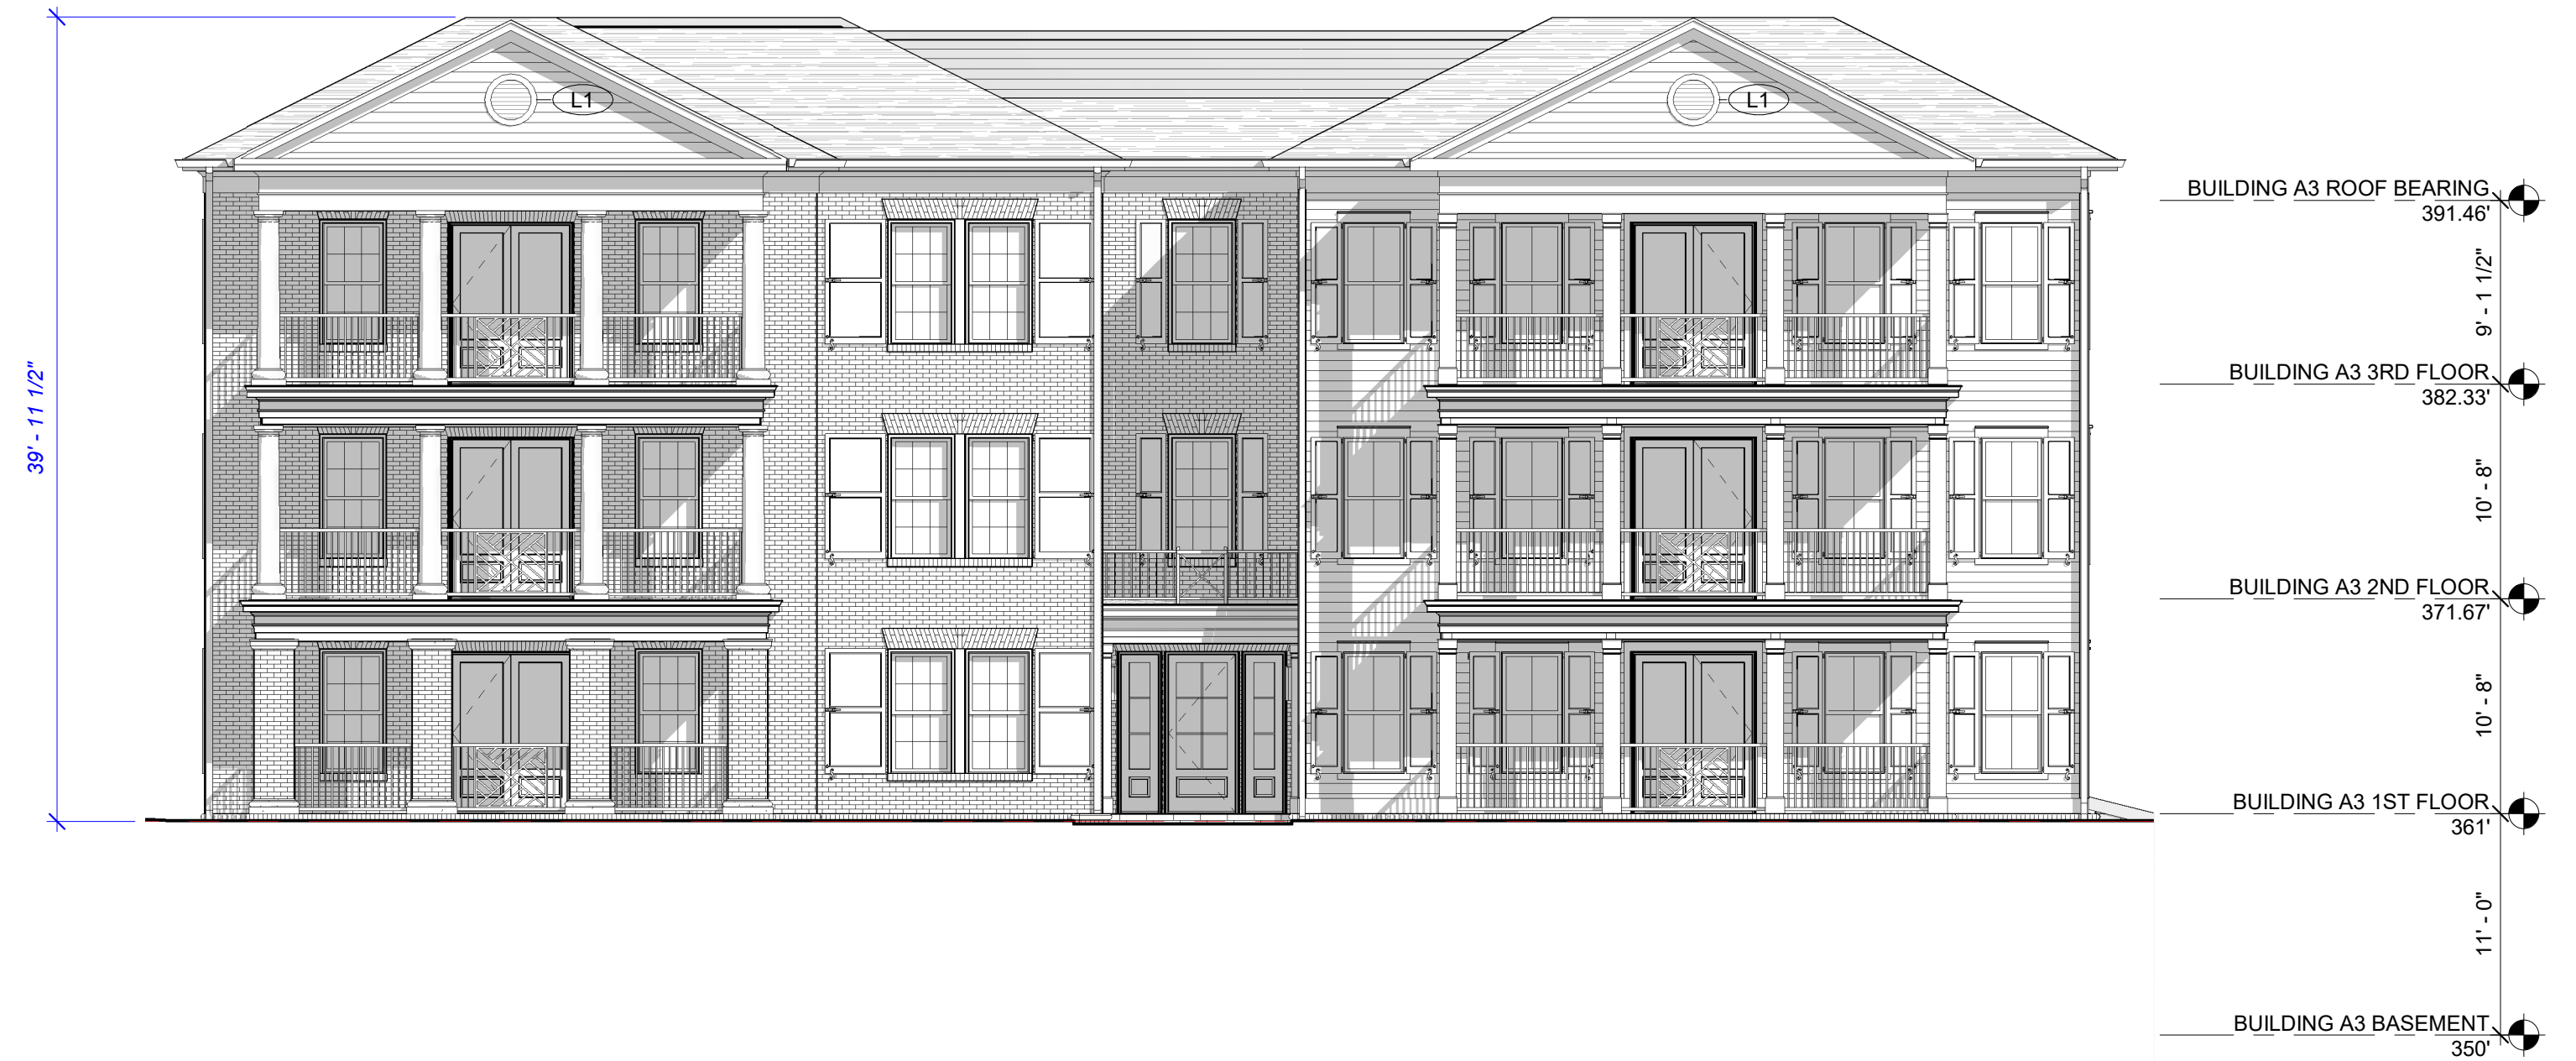 L1
L1
39' - 11 1/2"
BUILDING A3 ROOF BEARING
391.46'
9' - 1 1/2"
BUILDING A3 3RD FLOOR
382.33'
10' - 8"
BUILDING A3 2ND FLOOR
371.67'
10' - 8"
BUILDING A3 1ST FLOOR
361'
11' - 0"
BUILDING A3 BASEMENT
350'